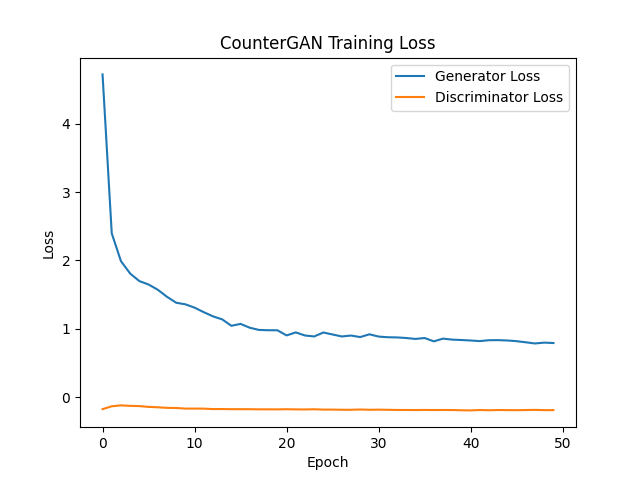 CounterGAN Training Loss
Generator Loss
Discriminator Loss
4
3
2
1
0
Loss
0 10 20 30 40 50
Epoch